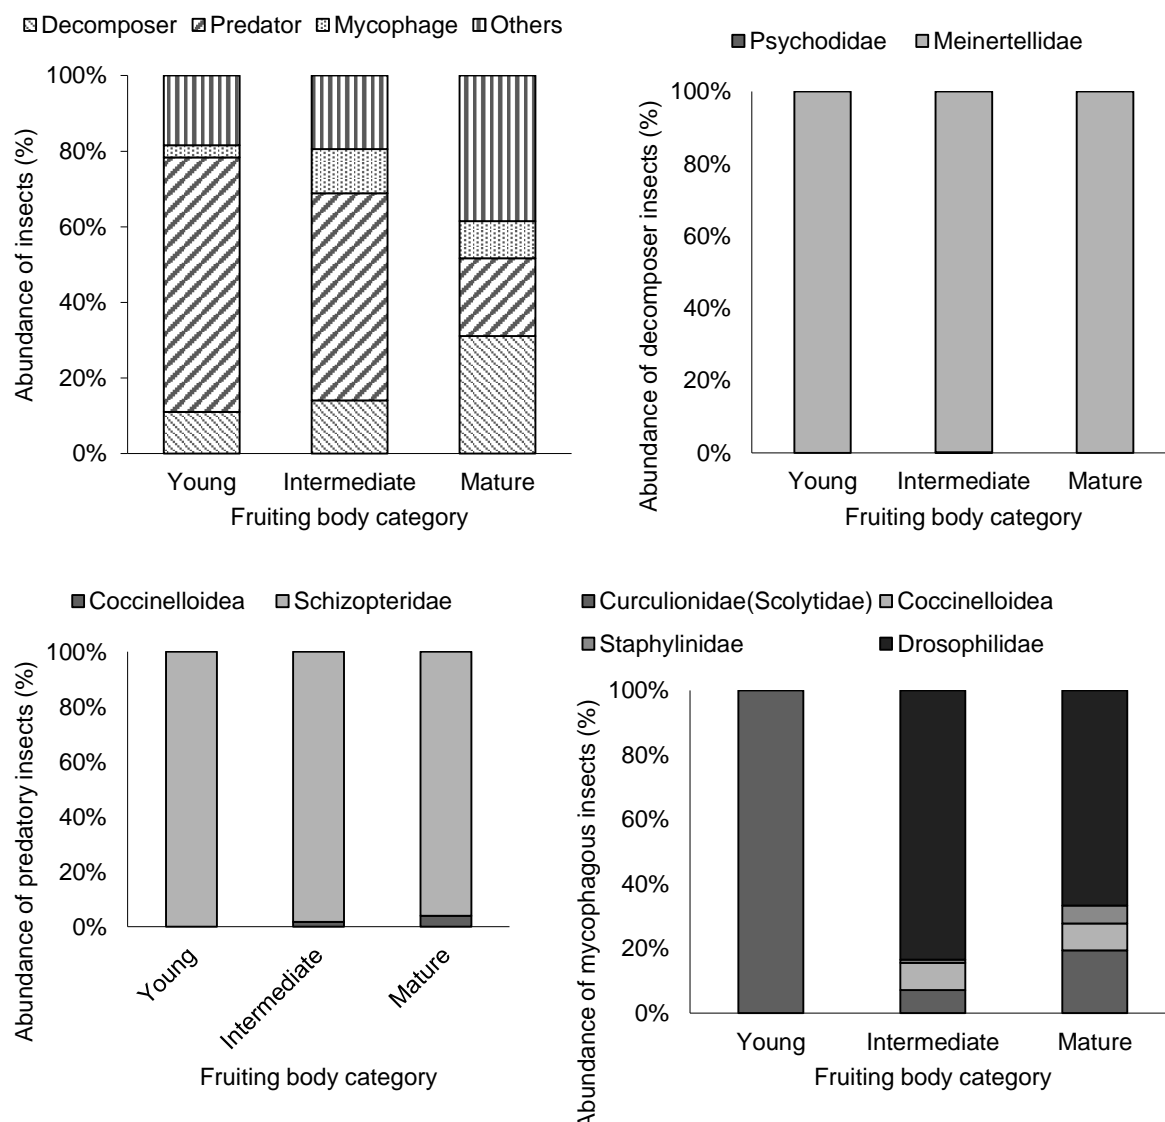 Decomposer Predator Mycophage Others
100%
80%
60%
40%
20%
0%
Abundance of insects (%)
Young Intermediate Mature
Fruiting body category
Psychodidae Meinertellidae
100%
80%
60%
40%
20%
0%
Abundance of decomposer insects (%)
Young Intermediate Mature
Fruiting body category
Coccinelloidea Schizopteridae
100%
80%
60%
40%
20%
0%
Abundance of predatory insects (%)
Young Intermediate Mature
Fruiting body category
Curculionidae(Scolytidae) Coccinelloidea
Staphylinidae Drosophilidae
100%
80%
60%
40%
20%
0%
Abundance of mycophagous insects (%)
Young Intermediate Mature
Fruiting body category